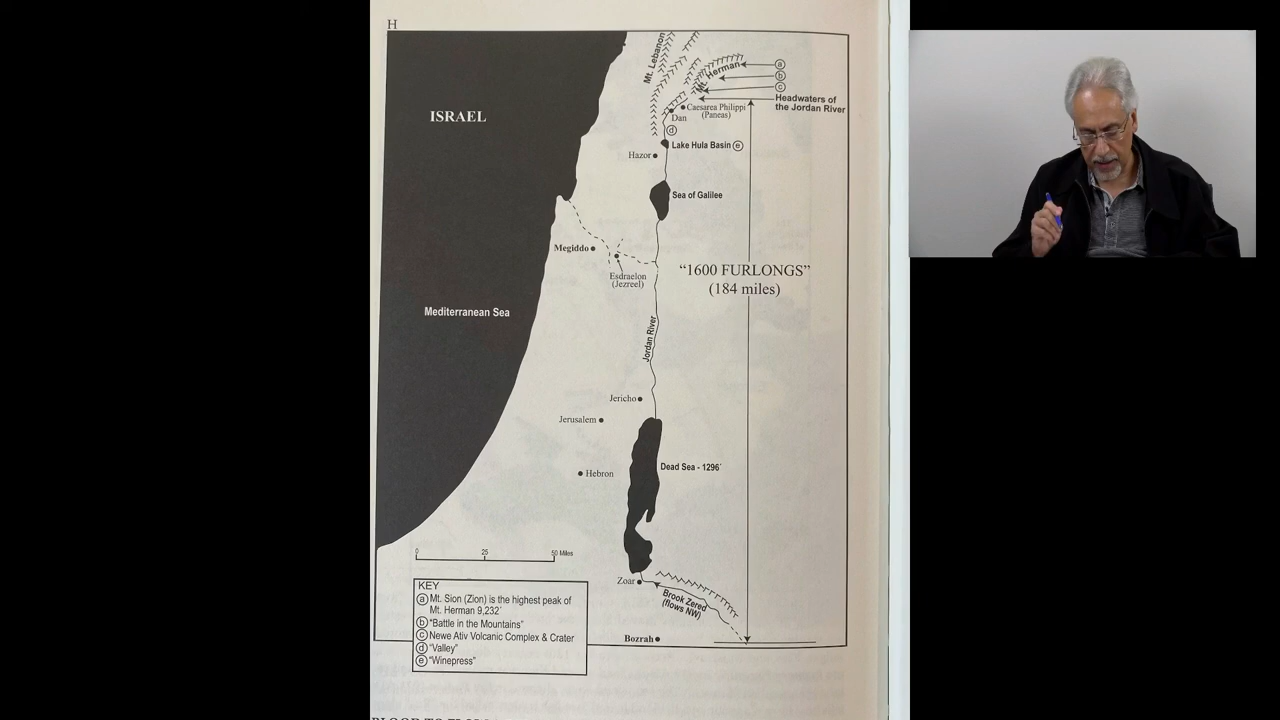 H
ISRAEL
Mt. Lebanon
Mt. Herman
a
b
c
Headwaters of
the Jordan River
Caesarea Philippi
(Paneas)
Dan
d
Lake Hula Basin e
Hazor
Sea of Galilee
Megiddo
Esdraelon
(Jezreel)
“1600 FURLONGS”
(184 miles)
Mediterranean Sea
Jordan River
Jericho
Jerusalem
Dead Sea - 1296´
Hebron
0 25 50 Miles
Zoar
Brook Zered
(flows NW)
Bozrah
KEY
a Mt. Sion (Zion) is the highest peak of
Mt. Herman 9,232´
b “Battle in the Mountains”
c Newe Ativ Volcanic Complex & Crater
d “Valley”
e “Winepress”